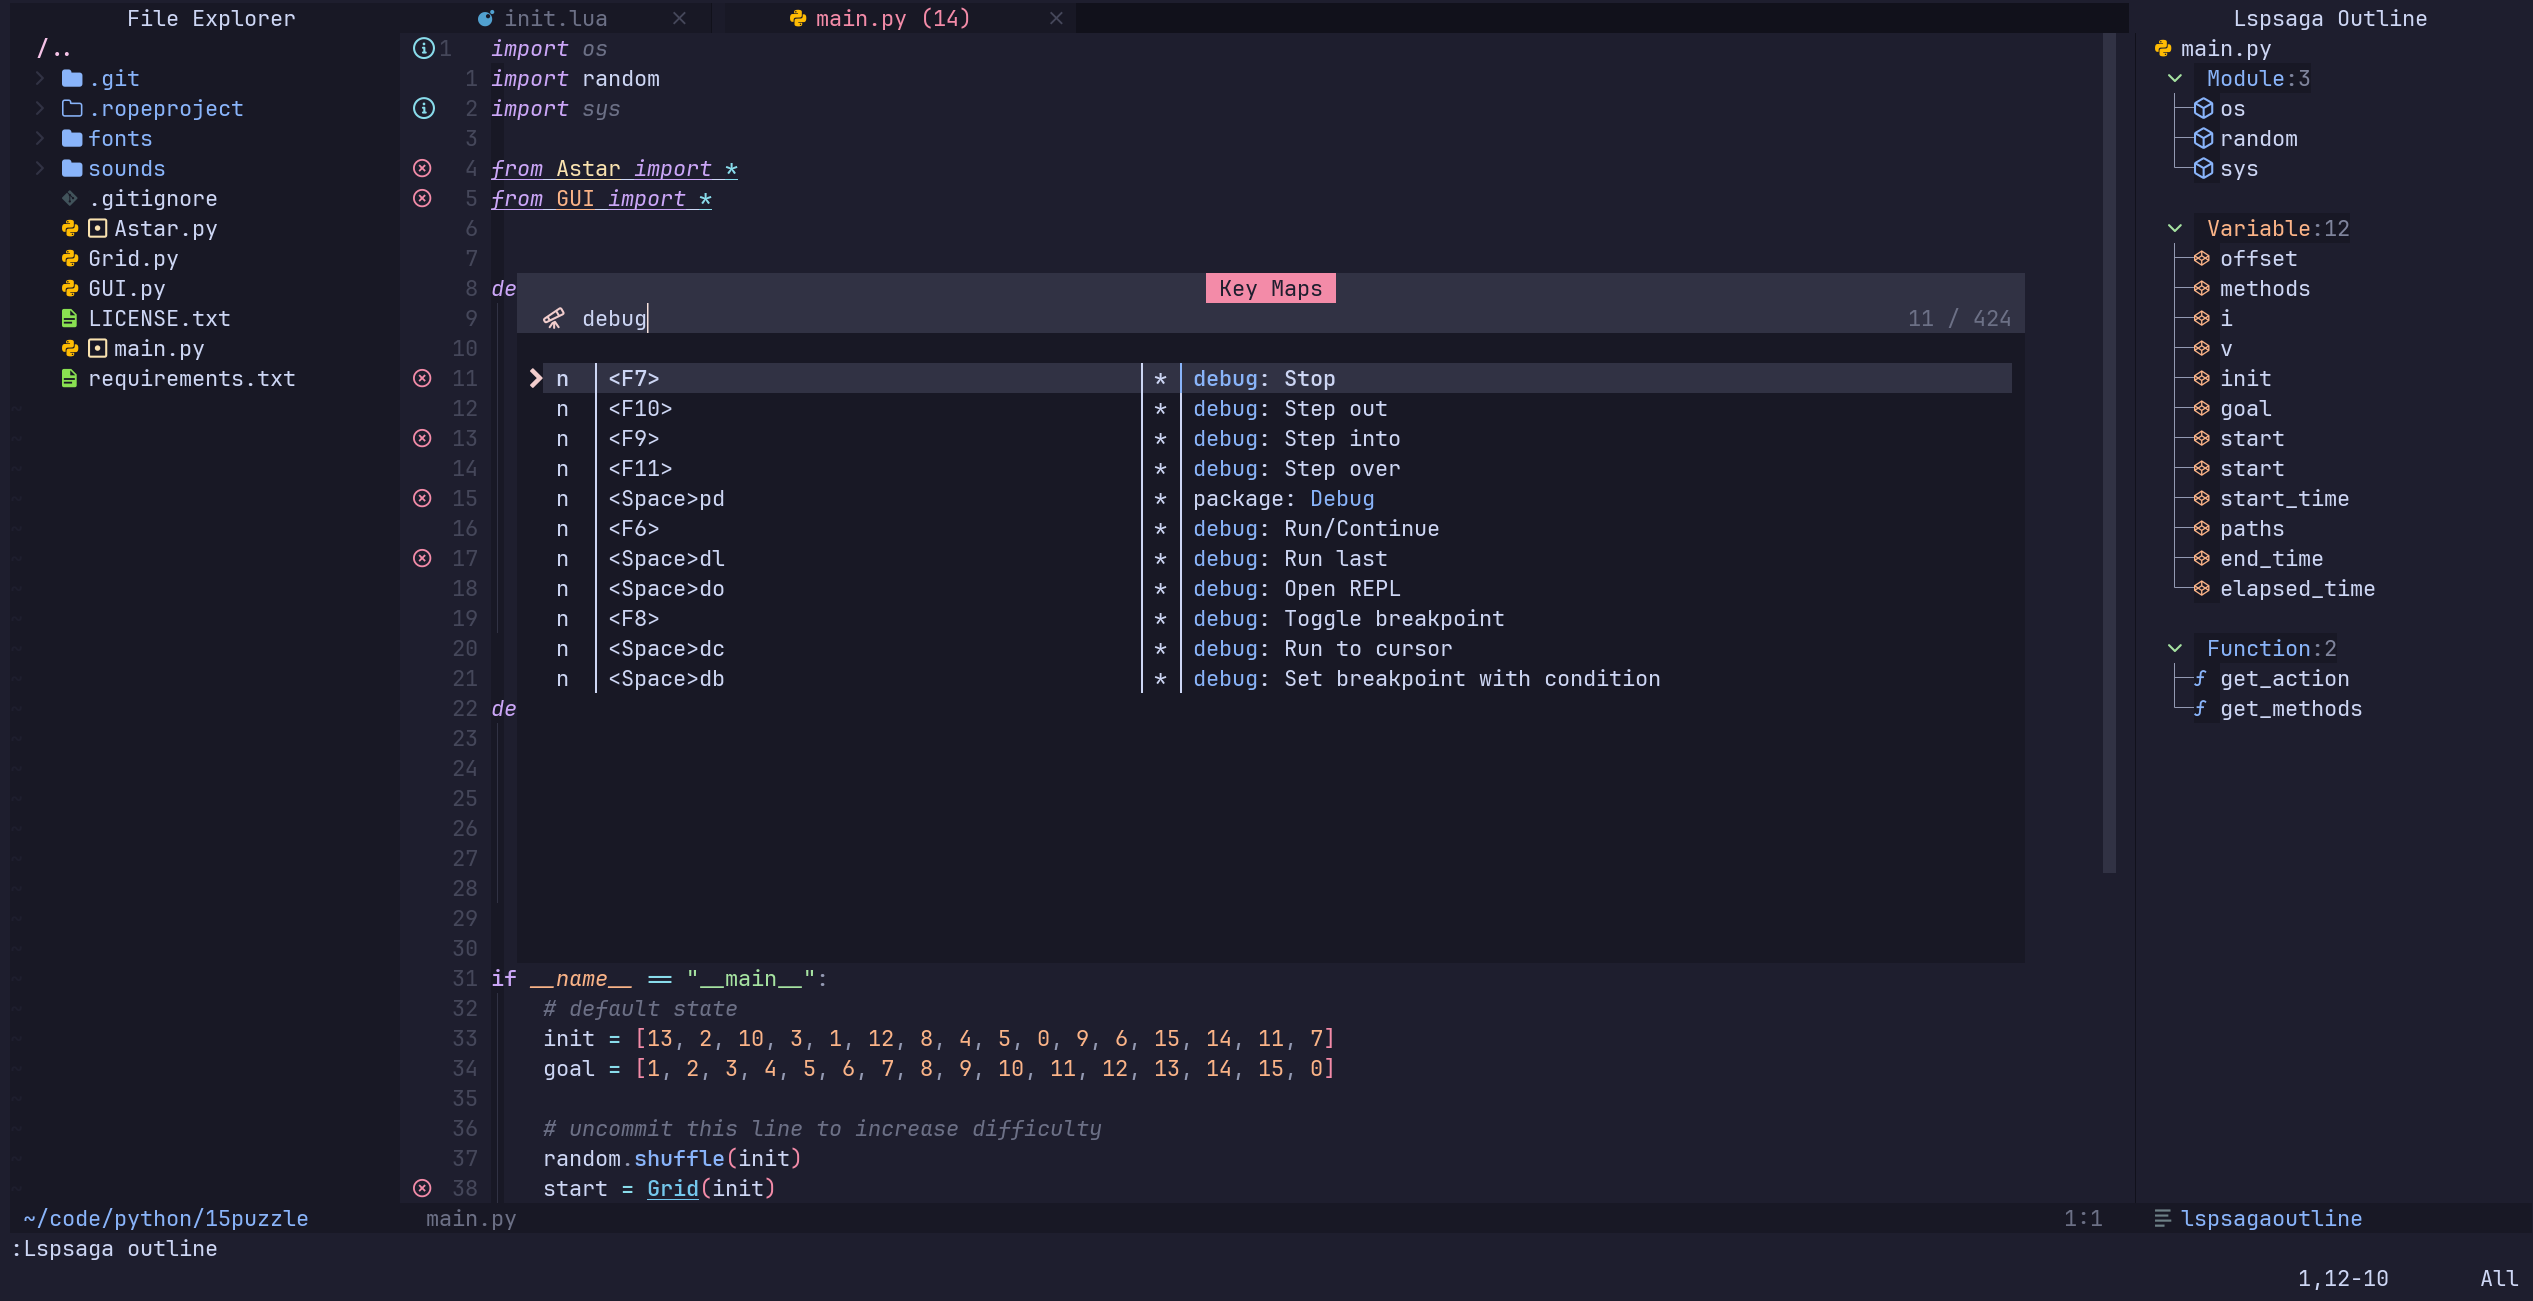 File Explorer
/..
.git
.ropeproject
fonts
sounds
.gitignore
Astar.py
Grid.py
GUI.py
LICENSE.txt
main.py
requirements.txt
~/code/python/15puzzle
init.lua
main.py (14)
1 import os
1 import random
2 import sys
3
4 from Astar import *
5 from GUI import *
6
7
8 de
9
10
11
12
13
14
15
16
17
18
19
20
21
22 de
23
24
25
26
27
28
29
30
31 if __name__ == "__main__":
32 # default state
33 init = [13, 2, 10, 3, 1, 12, 8, 4, 5, 0, 9, 6, 15, 14, 11, 7]
34 goal = [1, 2, 3, 4, 5, 6, 7, 8, 9, 10, 11, 12, 13, 14, 15, 0]
35
36 # uncommit this line to increase difficulty
37 random.shuffle(init)
38 start = Grid(init)
main.py 1:1
Key Maps
debug 11 / 424
n │ <F7> │ * │ debug: Stop
n │ <F10> │ * │ debug: Step out
n │ <F9> │ * │ debug: Step into
n │ <F11> │ * │ debug: Step over
n │ <Space>pd │ * │ package: Debug
n │ <F6> │ * │ debug: Run/Continue
n │ <Space>dl │ * │ debug: Run last
n │ <Space>do │ * │ debug: Open REPL
n │ <F8> │ * │ debug: Toggle breakpoint
n │ <Space>dc │ * │ debug: Run to cursor
n │ <Space>db │ * │ debug: Set breakpoint with condition
Lspsaga Outline
main.py
Module:3
os
random
sys
Variable:12
offset
methods
i
v
init
goal
start
start
start_time
paths
end_time
elapsed_time
Function:2
get_action
get_methods
lspsagaoutline
:Lspsaga outline
1,12-10 All